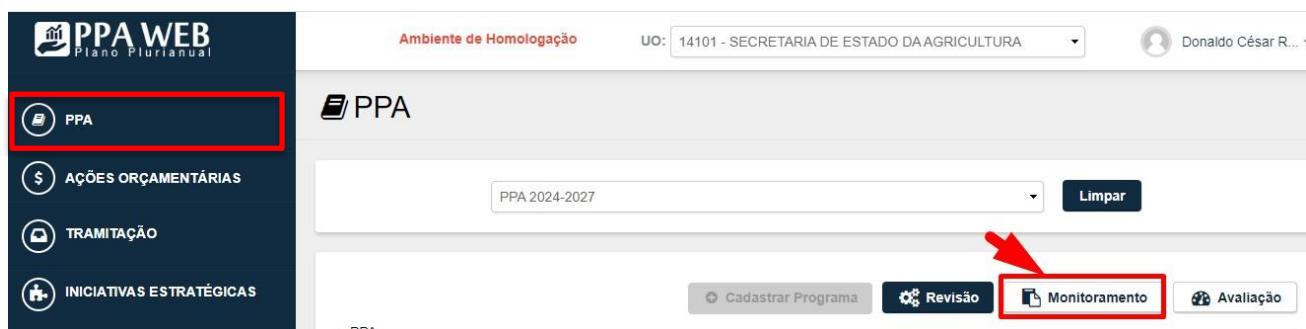 PPA WEB
Plano Plurianual
Ambiente de Homologação
UO: 14101 - SECRETARIA DE ESTADO DA AGRICULTURA
Donaldo César R...
PPA
PPA
AÇÕES ORÇAMENTÁRIAS
PPA 2024-2027
Limpar
TRAMITAÇÃO
INICIATIVAS ESTRATÉGICAS
Cadastrar Programa
Revisão
Monitoramento
Avaliação
PPA